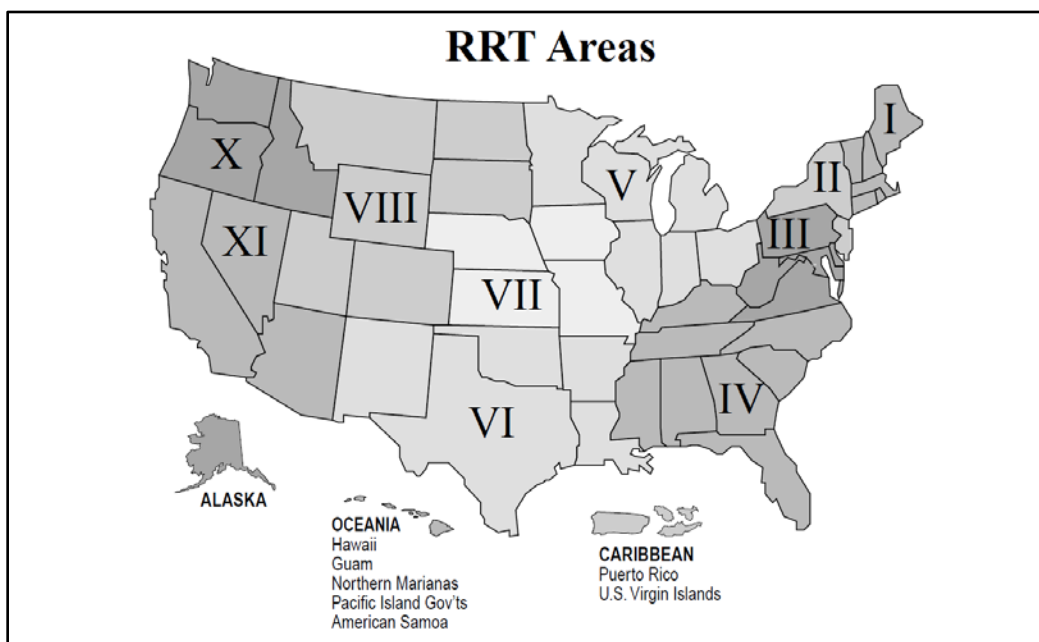 RRT Areas
I
X
II
V
VIII
III
XI
VII
IV
VI
ALASKA
OCEANIA
Hawaii
Guam
Northern Marianas
Pacific Island Gov'ts
American Samoa
CARIBBEAN
Puerto Rico
U.S. Virgin Islands